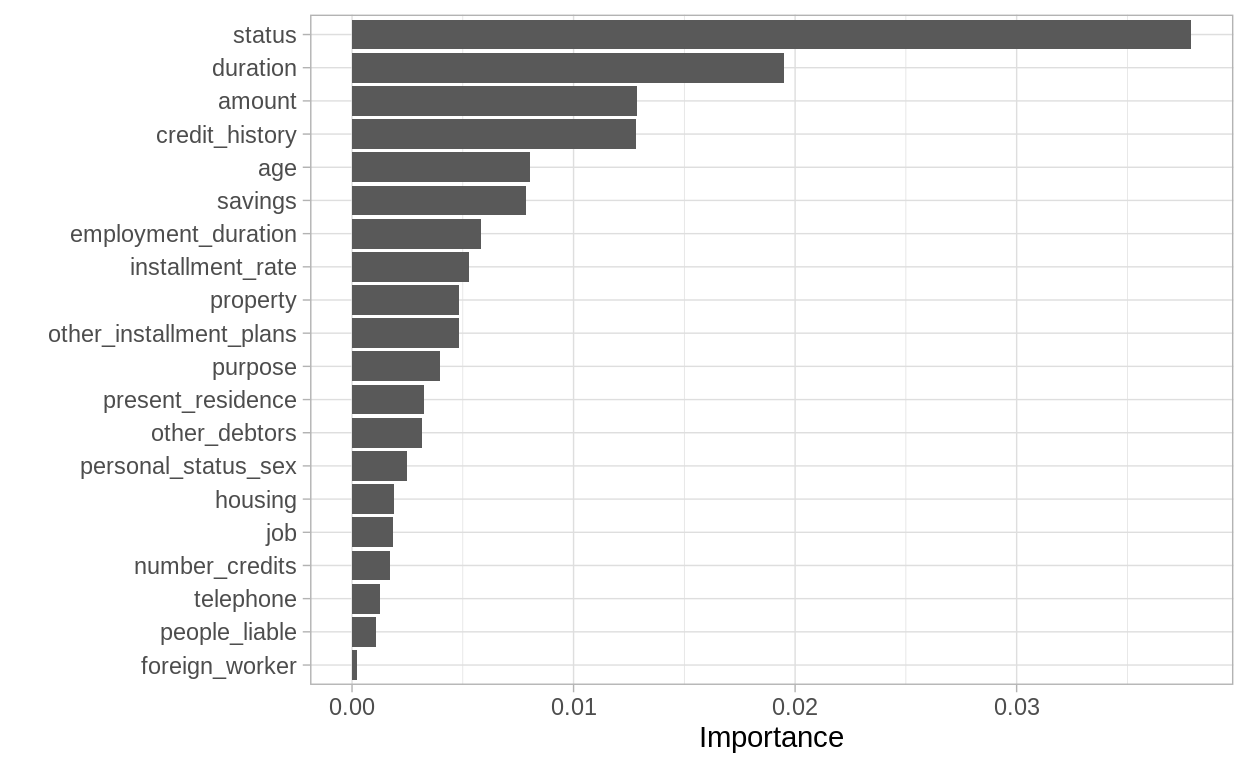 status
duration
amount
credit_history
age
savings
employment_duration
installment_rate
property
other_installment_plans
purpose
present_residence
other_debtors
personal_status_sex
housing
job
number_credits
telephone
people_liable
foreign_worker
0.00 0.01 0.02 0.03
Importance